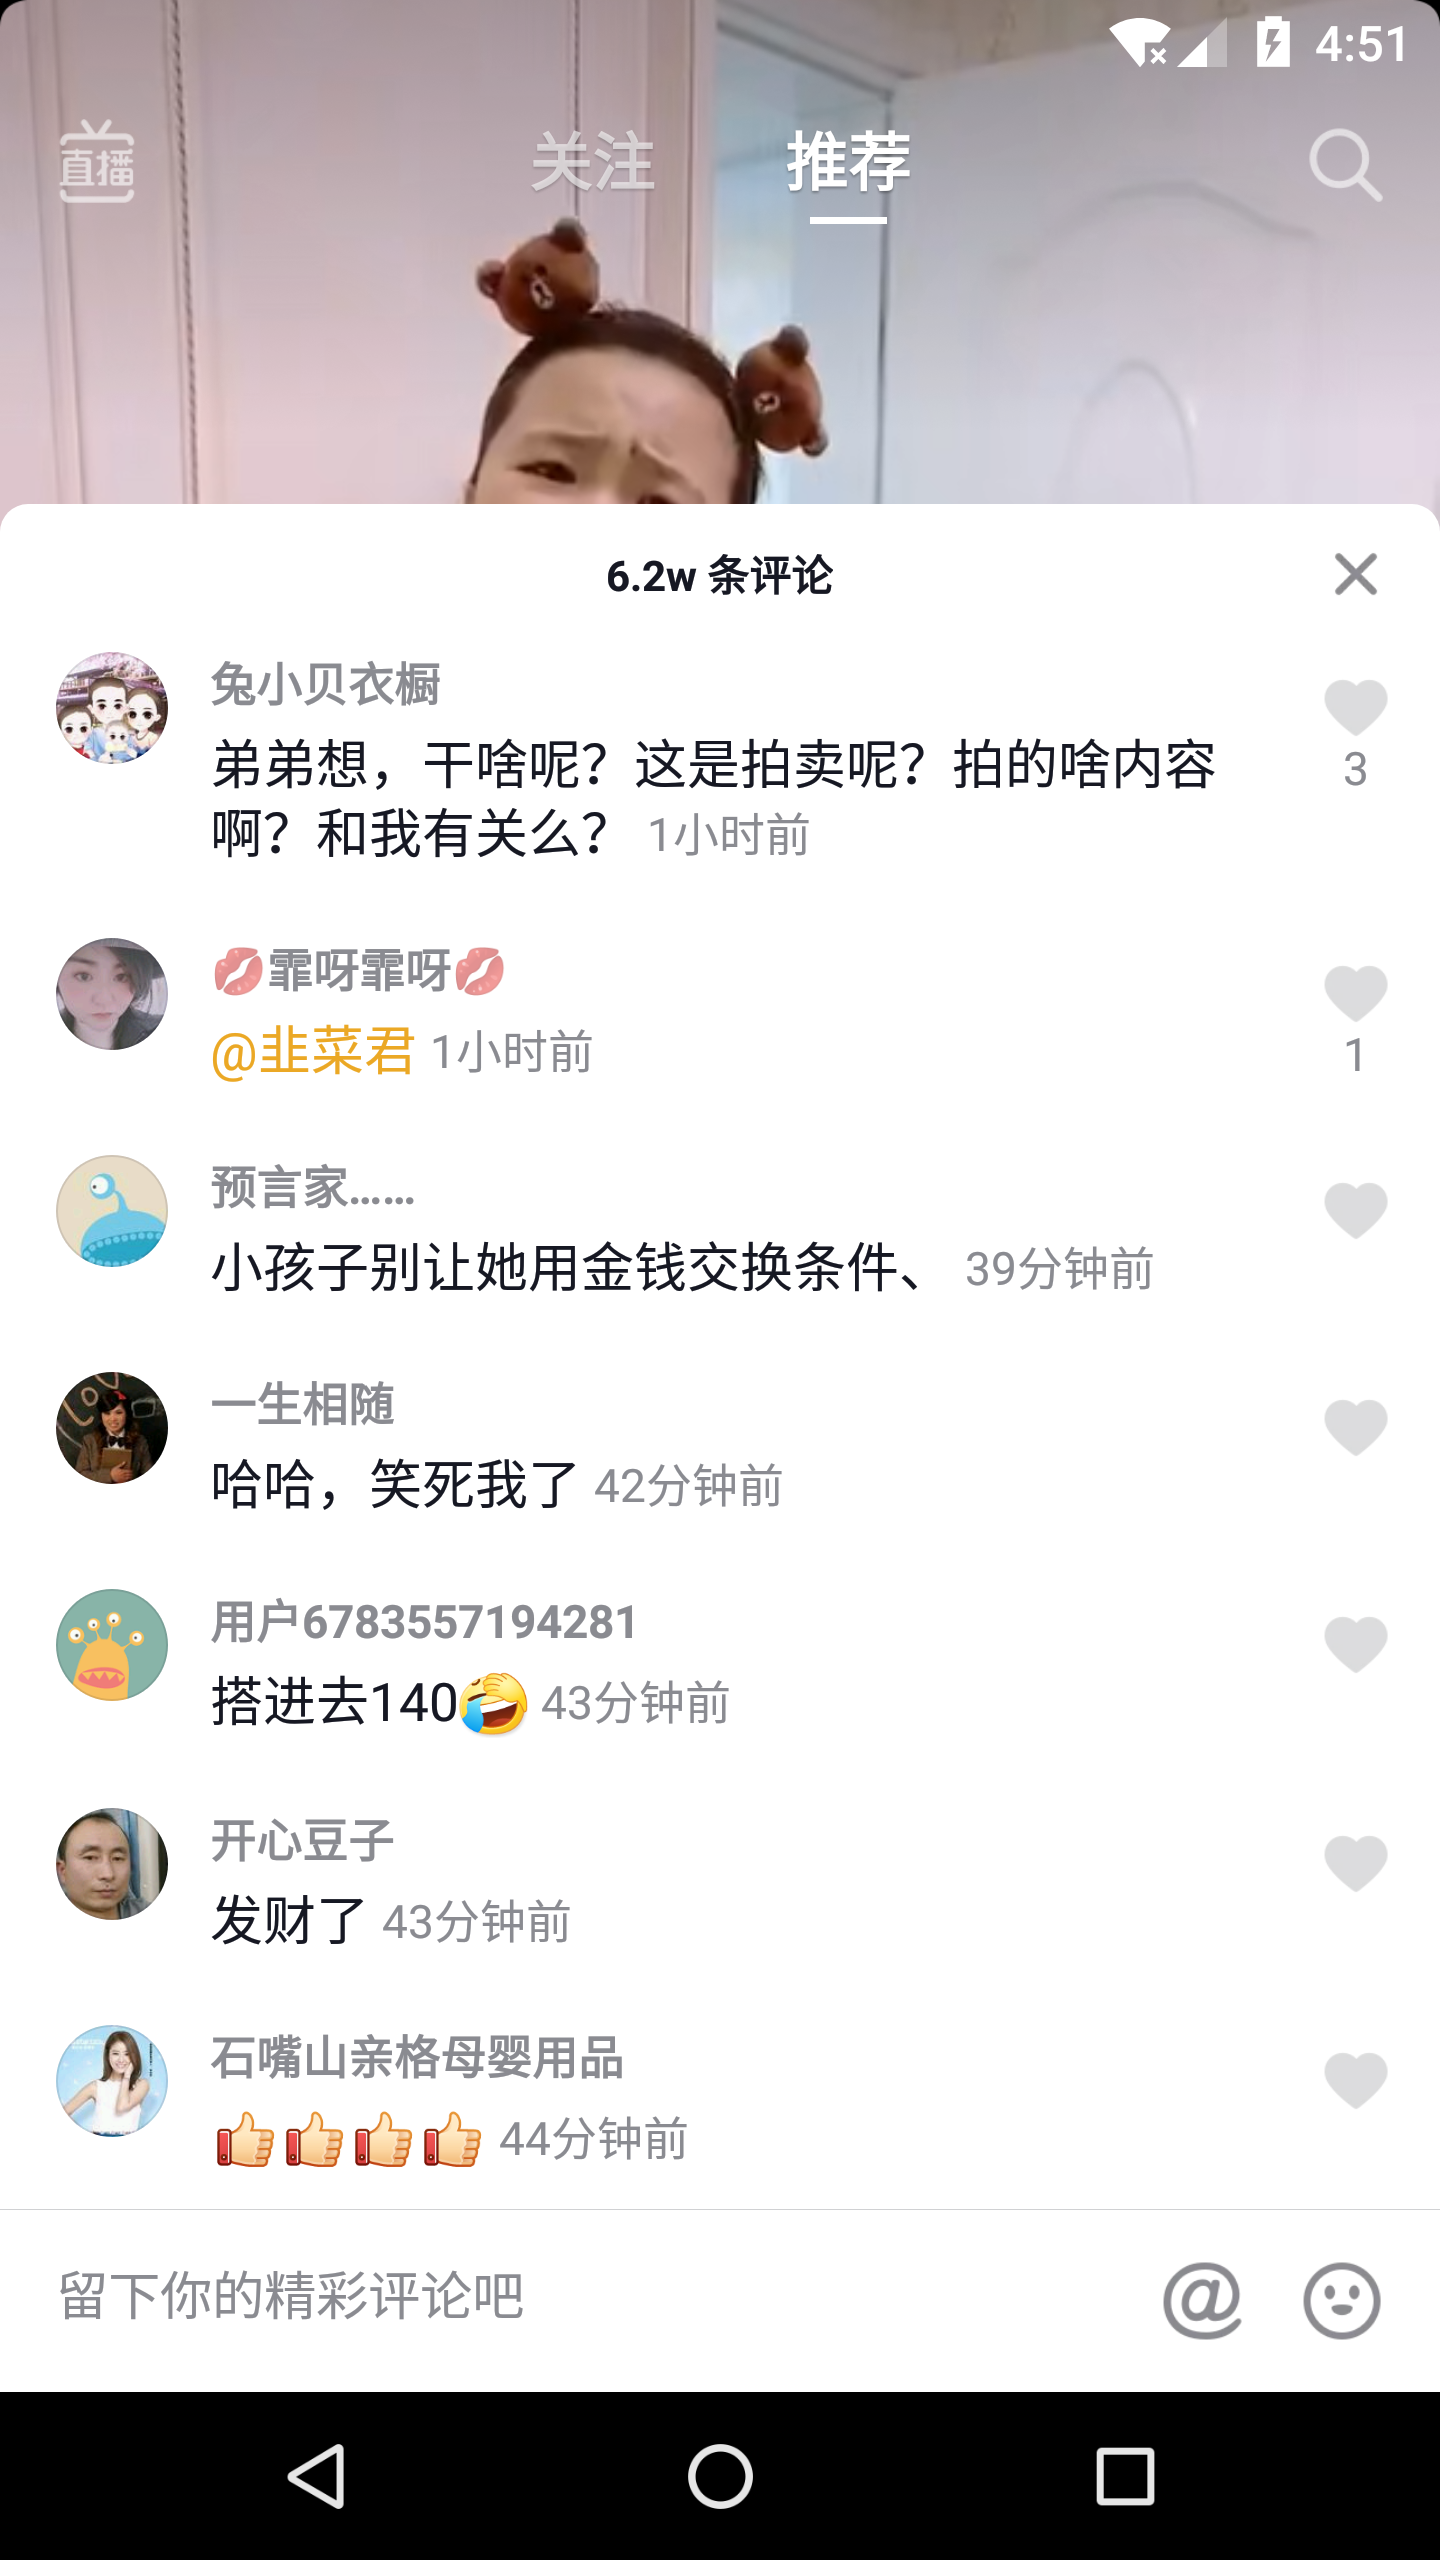 4:51
直播
关注
推荐
6.2w 条评论
兔小贝衣橱
弟弟想，干啥呢？这是拍卖呢？拍的啥内容
啊？和我有关么？ 1小时前
3
💋霏呀霏呀💋
@韭菜君 1小时前
1
预言家……
小孩子别让她用金钱交换条件、 39分钟前
一生相随
哈哈，笑死我了 42分钟前
用户6783557194281
搭进去140 43分钟前
开心豆子
发财了 43分钟前
石嘴山亲格母婴用品
👍👍👍👍 44分钟前
留下你的精彩评论吧
@